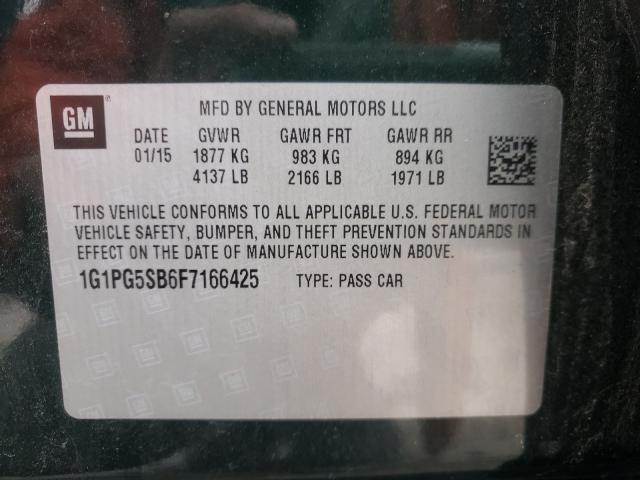 GM ®
MFD BY GENERAL MOTORS LLC
DATE GVWR GAWR FRT GAWR RR
01/15 1877 KG 983 KG 894 KG
4137 LB 2166 LB 1971 LB
THIS VEHICLE CONFORMS TO ALL APPLICABLE U.S. FEDERAL MOTOR
VEHICLE SAFETY, BUMPER, AND THEFT PREVENTION STANDARDS IN
EFFECT ON THE DATE OF MANUFACTURE SHOWN ABOVE.
1G1PG5SB6F7166425 TYPE: PASS CAR